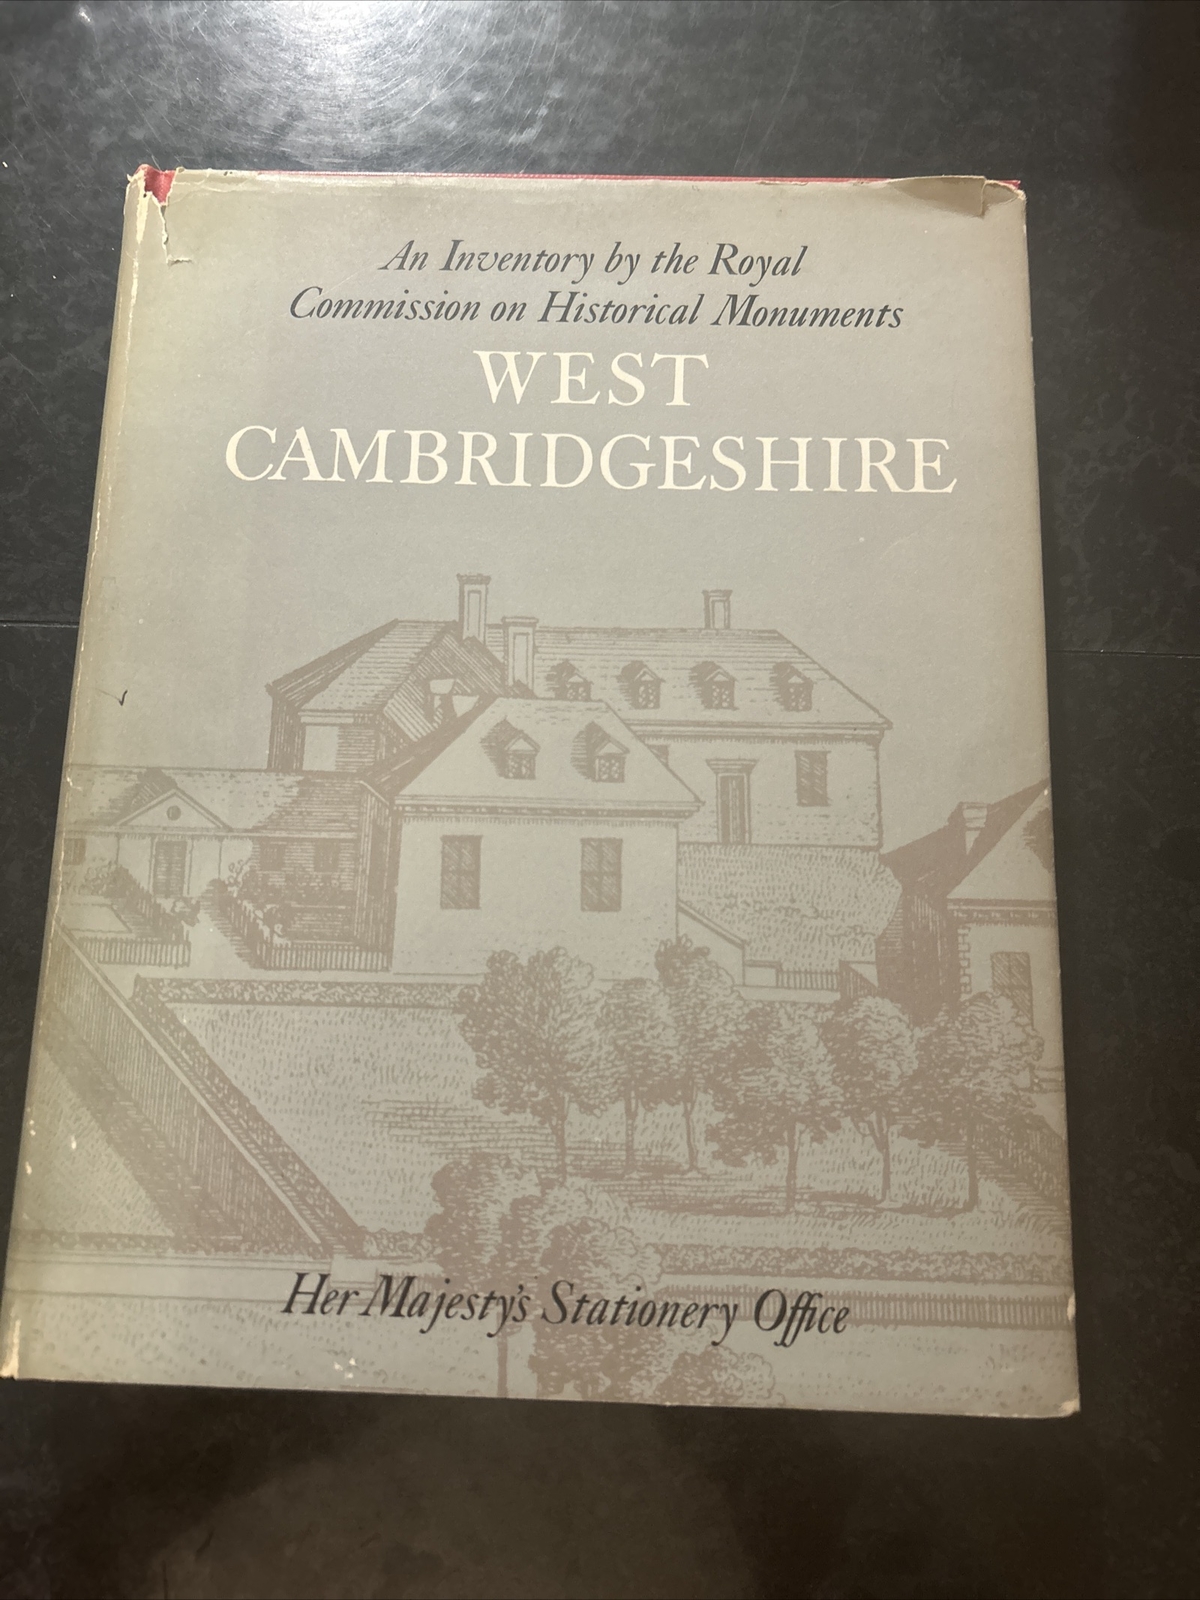 An Inventory by the Royal
Commission on Historical Monuments
WEST
CAMBRIDGESHIRE
Her Majesty's Stationery Office